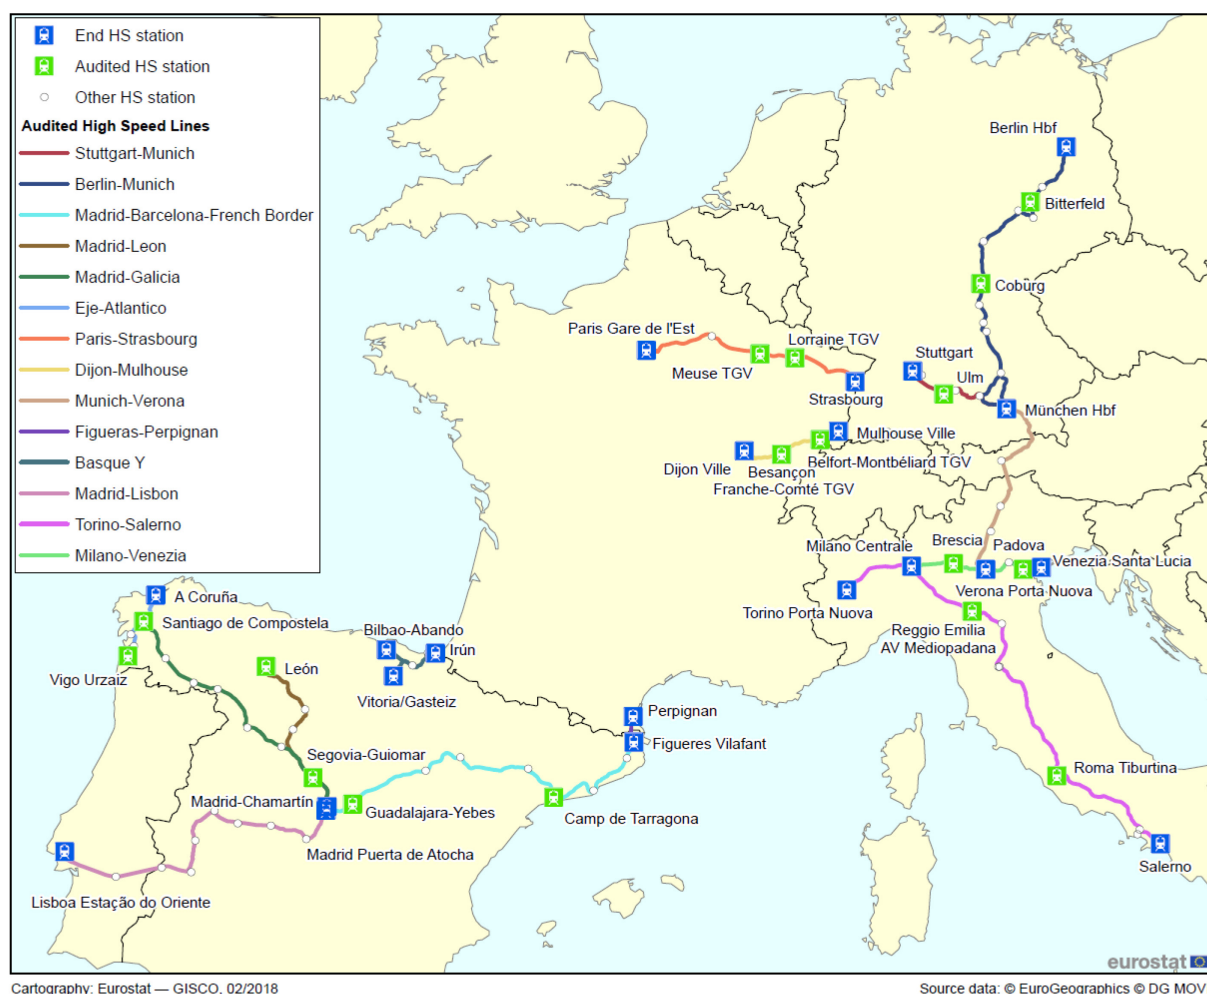 End HS station
Audited HS station
Other HS station
Audited High Speed Lines
Stuttgart-Munich
Berlin-Munich
Madrid-Barcelona-French Border
Madrid-Leon
Madrid-Galicia
Eje-Atlantico
Paris-Strasbourg
Dijon-Mulhouse
Munich-Verona
Figueras-Perpignan
Basque Y
Madrid-Lisbon
Torino-Salerno
Milano-Venezia
Berlin Hbf
Bitterfeld
Coburg
Paris Gare de l'Est
Lorraine TGV
Meuse TGV
Strasbourg
Stuttgart
Ulm
München Hbf
Mulhouse Ville
Dijon Ville
Belfort-Montbéliard TGV
Besançon
Franche-Comté TGV
Milano Centrale
Brescia
Padova
Venezia Santa Lucia
Verona Porta Nuova
Torino Porta Nuova
Reggio Emilia
AV Mediopadana
A Coruña
Santiago de Compostela
Vigo Urzaiz
León
Bilbao-Abando
Irún
Vitoria/Gasteiz
Perpignan
Figueres Vilafant
Segovia-Guiomar
Madrid-Chamartín
Guadalajara-Yebes
Camp de Tarragona
Madrid Puerta de Atocha
Lisboa Estação do Oriente
Roma Tiburtina
Salerno
eurostat
Cartography: Eurostat — GISCO, 02/2018
Source data: © EuroGeographics © DG MOV